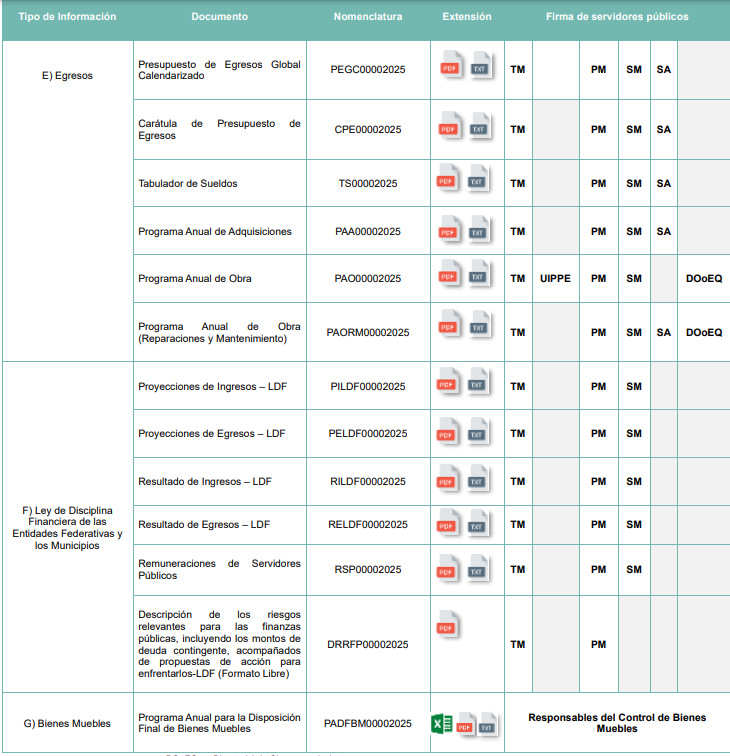 Tipo de Información Documento Nomenclatura Extensión Firma de servidores públicos
E) Egresos
Presupuesto de Egresos Global
Calendarizado
PEGC00002025 PDF TXT TM PM SM SA
Carátula de Presupuesto de
Egresos
CPE00002025 PDF TXT TM PM SM SA
Tabulador de Sueldos TS00002025 PDF TXT TM PM SM SA
Programa Anual de Adquisiciones PAA00002025 PDF TXT TM PM SM SA
Programa Anual de Obra PAO00002025 PDF TXT TM UIPPE PM SM DOoEQ
Programa Anual de Obra
(Reparaciones y Mantenimiento)
PAORM00002025 PDF TXT TM PM SM SA DOoEQ
F) Ley de Disciplina
Financiera de las
Entidades Federativas y
los Municipios
Proyecciones de Ingresos – LDF PILDF00002025 PDF TXT TM PM SM
Proyecciones de Egresos – LDF PELDF00002025 PDF TXT TM PM SM
Resultado de Ingresos – LDF RILDF00002025 PDF TXT TM PM SM
Resultado de Egresos – LDF RELDF00002025 PDF TXT TM PM SM
Remuneraciones de Servidores
Públicos
RSP00002025 PDF TXT TM PM SM
Descripción de los riesgos
relevantes para las finanzas
públicas, incluyendo los montos de
deuda contingente, acompañados
de propuestas de acción para
enfrentarlos-LDF (Formato Libre)
DRRFP00002025 PDF TM PM
G) Bienes Muebles
Programa Anual para la Disposición
Final de Bienes Muebles
PADFBM00002025 X PDF TXT
Responsables del Control de Bienes
Muebles